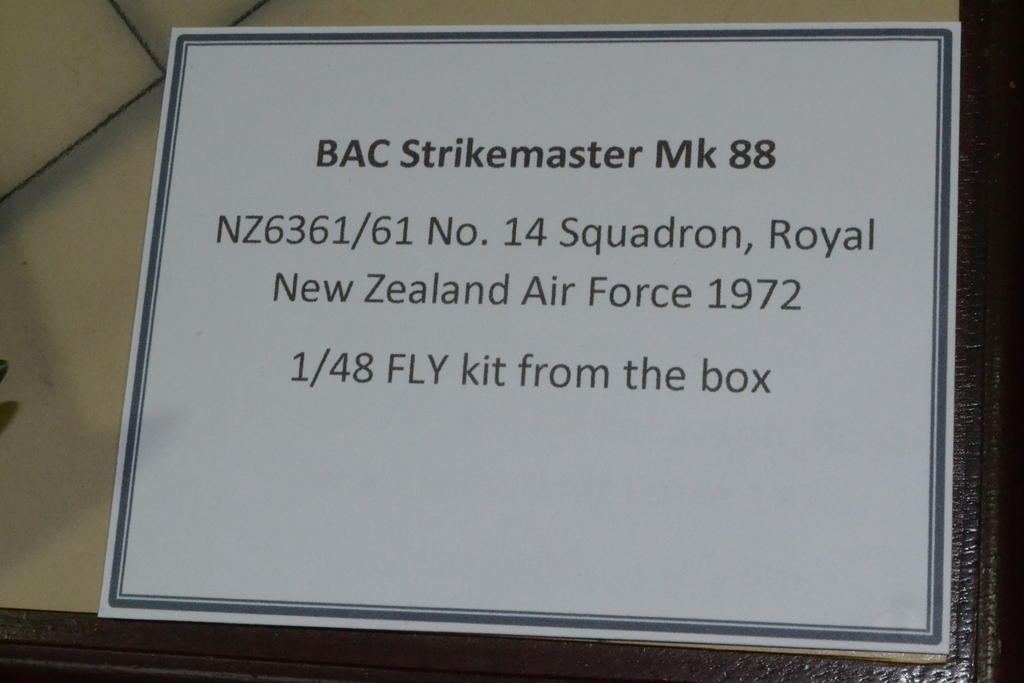 BAC Strikemaster Mk 88
NZ6361/61 No. 14 Squadron, Royal
New Zealand Air Force 1972
1/48 FLY kit from the box